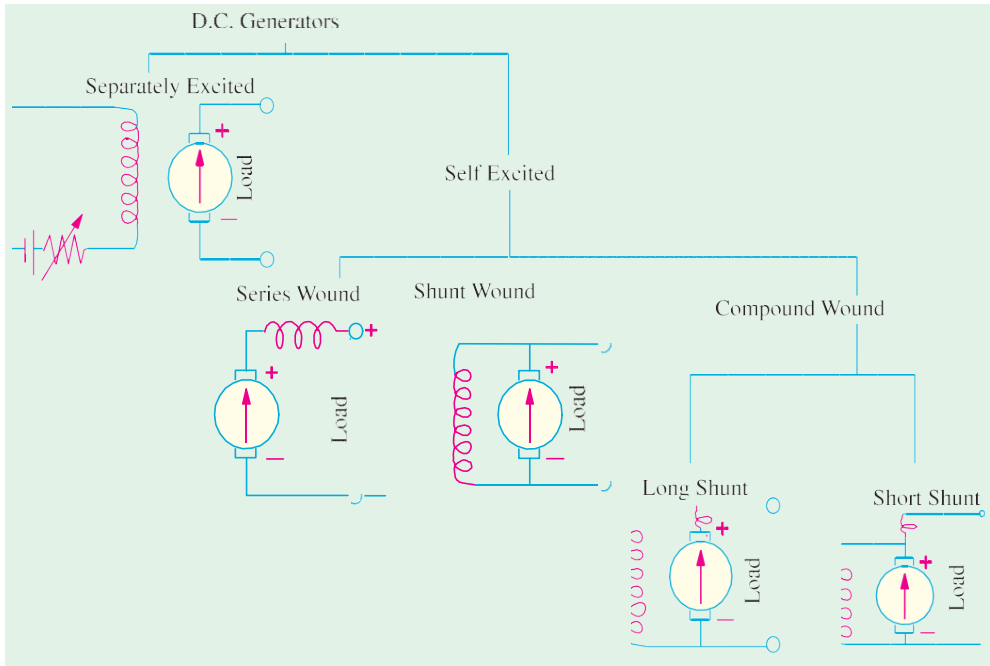 D.C. Generators
Separately Excited
+
Load
–
Self Excited
Series Wound
Shunt Wound
Compound Wound
+
+
Load
–
+
Load
–
Long Shunt
Short Shunt
+
Load
–
+
Load
–